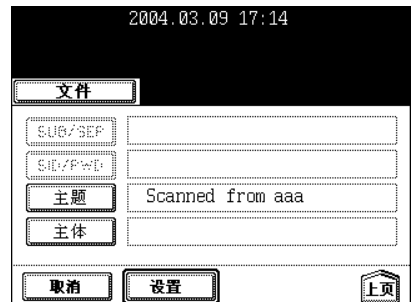 2004.03.09 17:14
文件
SUB/SEP
SID/PWD
主题 Scanned from aaa
主体
取消 设置 上页